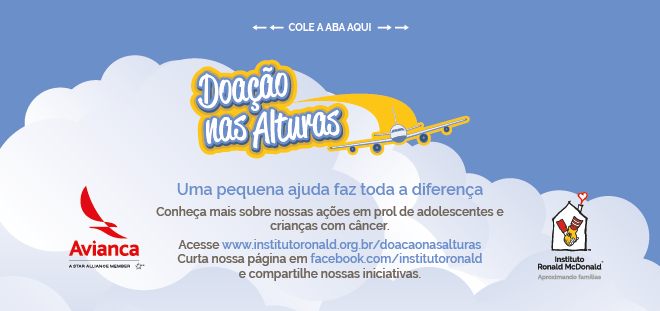 COLE A ABA AQUI
Doação
nas Alturas
Uma pequena ajuda faz toda a diferença
Conheça mais sobre nossas ações em prol de adolescentes e
crianças com câncer.
Acesse www.institutoronald.org.br/doacaonasalturas
Curta nossa página em facebook.com/institutoronald
e compartilhe nossas iniciativas.
Avianca
A STAR ALLIANCE MEMBER
Instituto
Ronald McDonald
Aproximando famílias